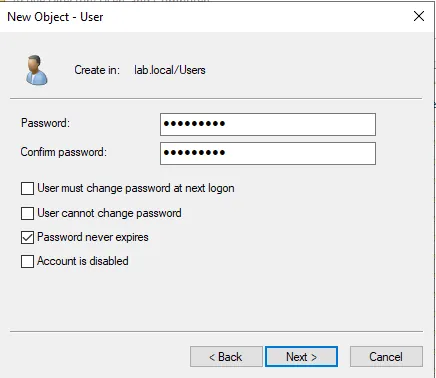 New Object - User
Create in: lab.local/Users
Password: •••••••••
Confirm password: •••••••••
User must change password at next logon
User cannot change password
Password never expires
Account is disabled
< Back Next > Cancel